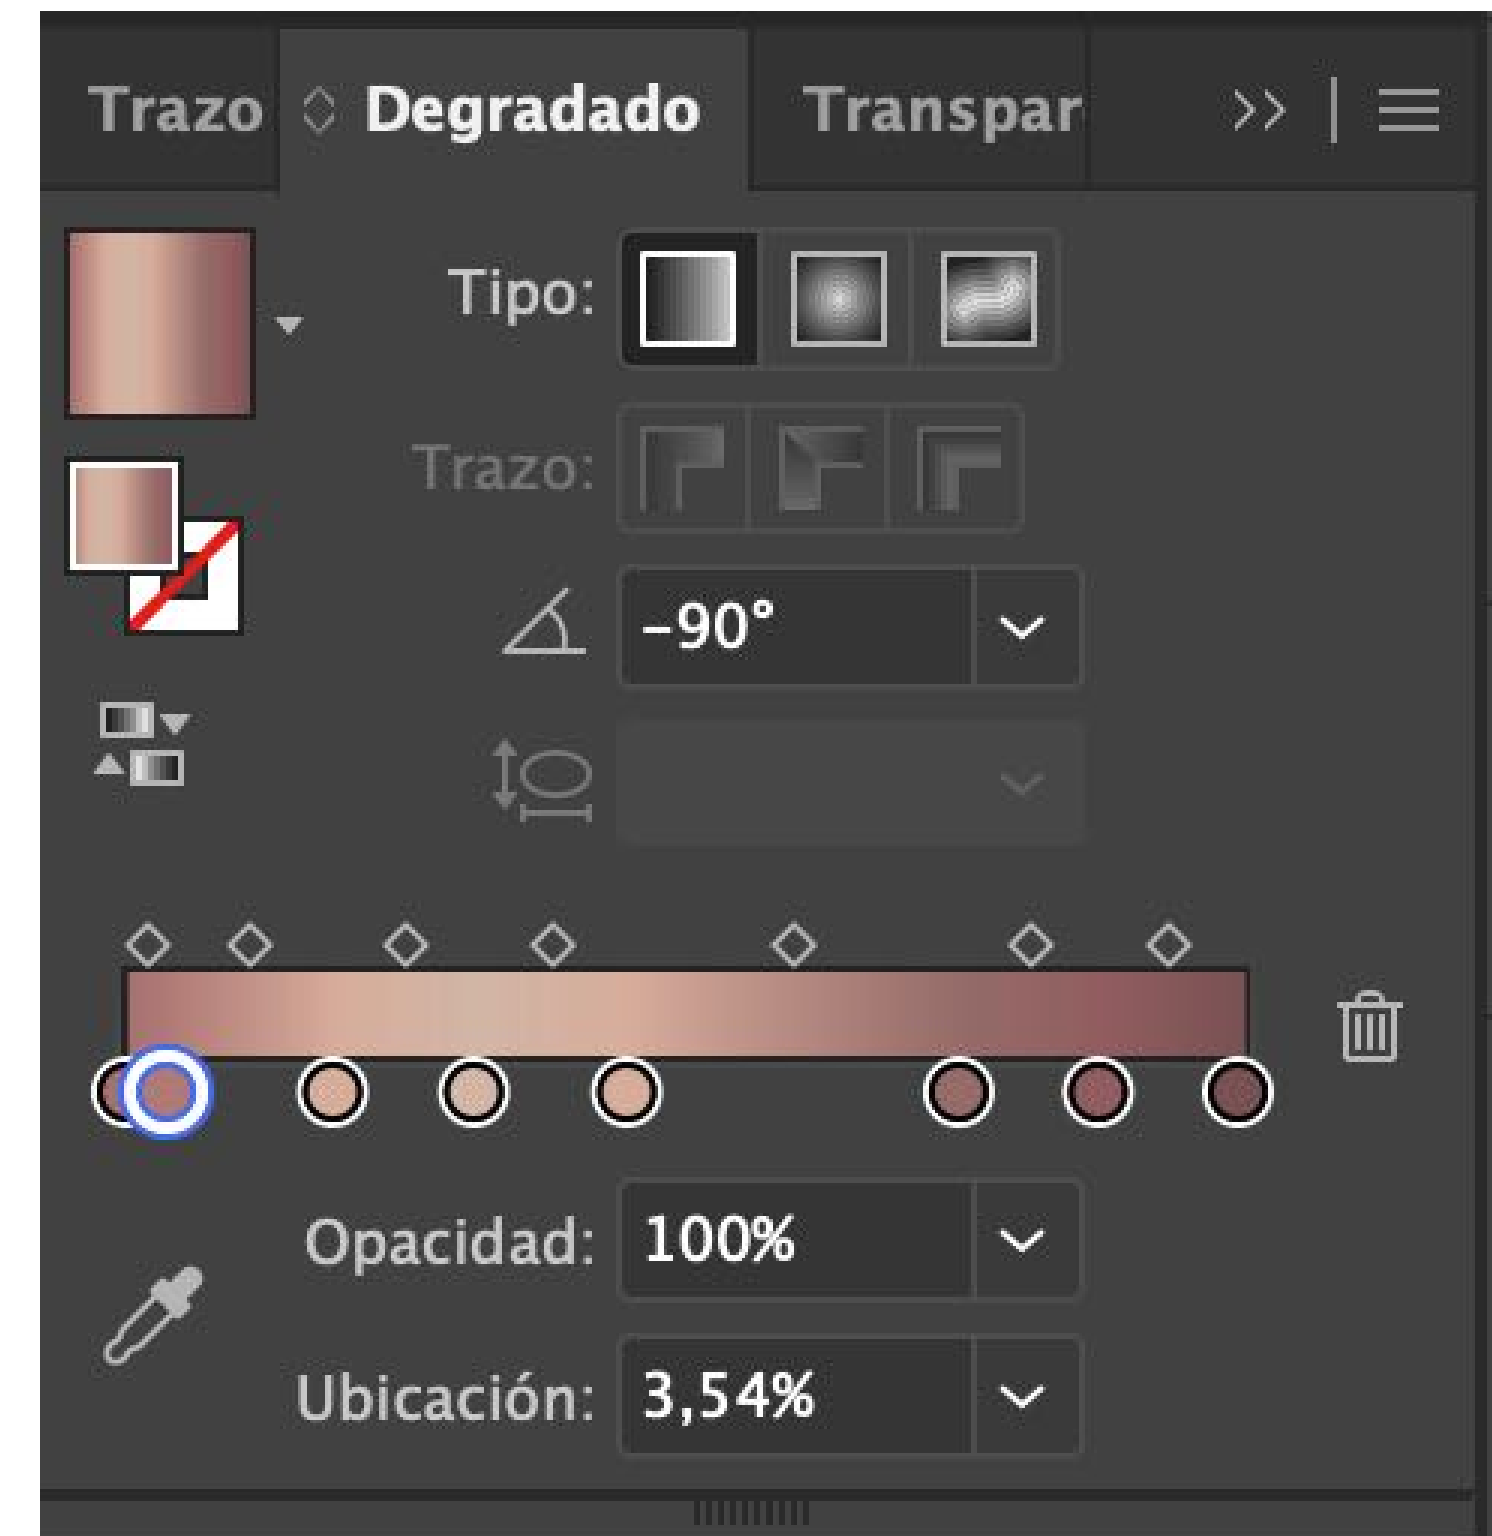 Trazo Degradado Transpar
Tipo:
Trazo:
-90°
Opacidad: 100%
Ubicación: 3,54%